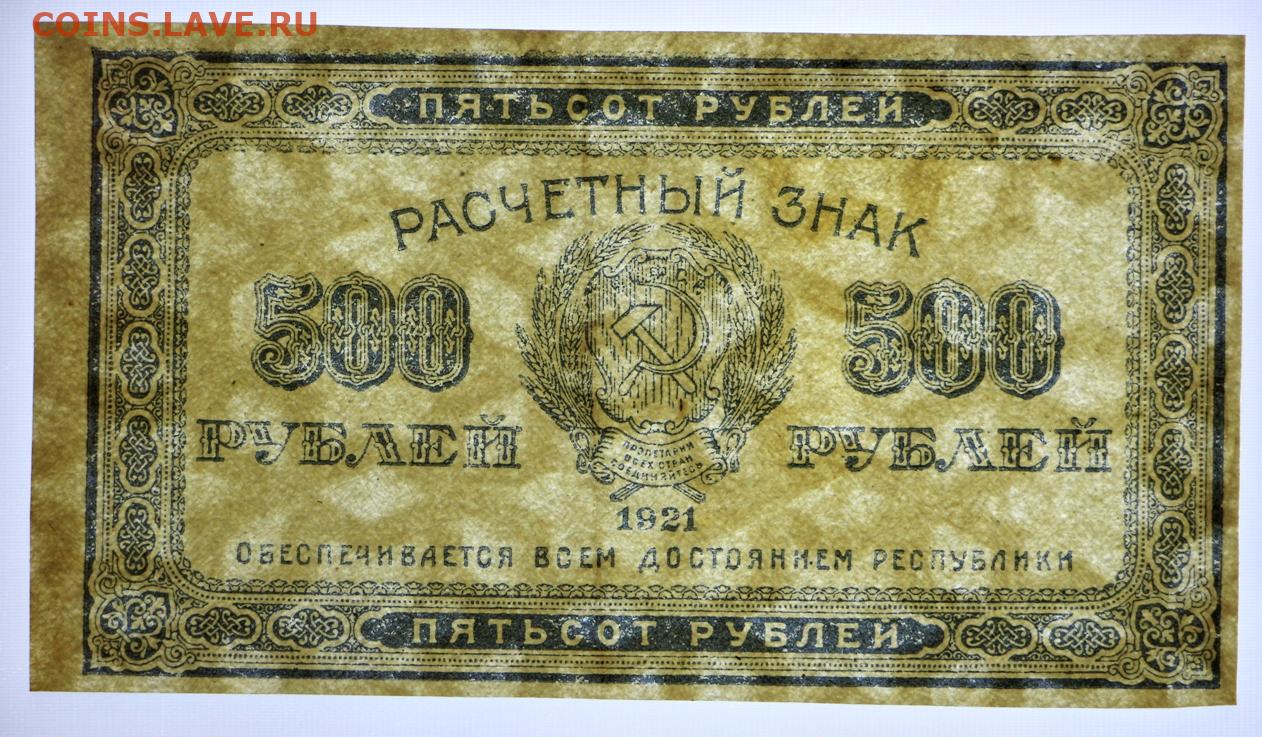 COINS.LAVE.RU
ПЯТЬСОТ РУБЛЕЙ
РАСЧЕТНЫЙ ЗНАК
500 500
РУБЛЕЙ РУБЛЕЙ
ПРОЛЕТАРИИ
ВСЕХ СТРАН
СОЕДИНЯЙТЕСЬ
1921
ОБЕСПЕЧИВАЕТСЯ ВСЕМ ДОСТОЯНИЕМ РЕСПУБЛИКИ
ПЯТЬСОТ РУБЛЕЙ